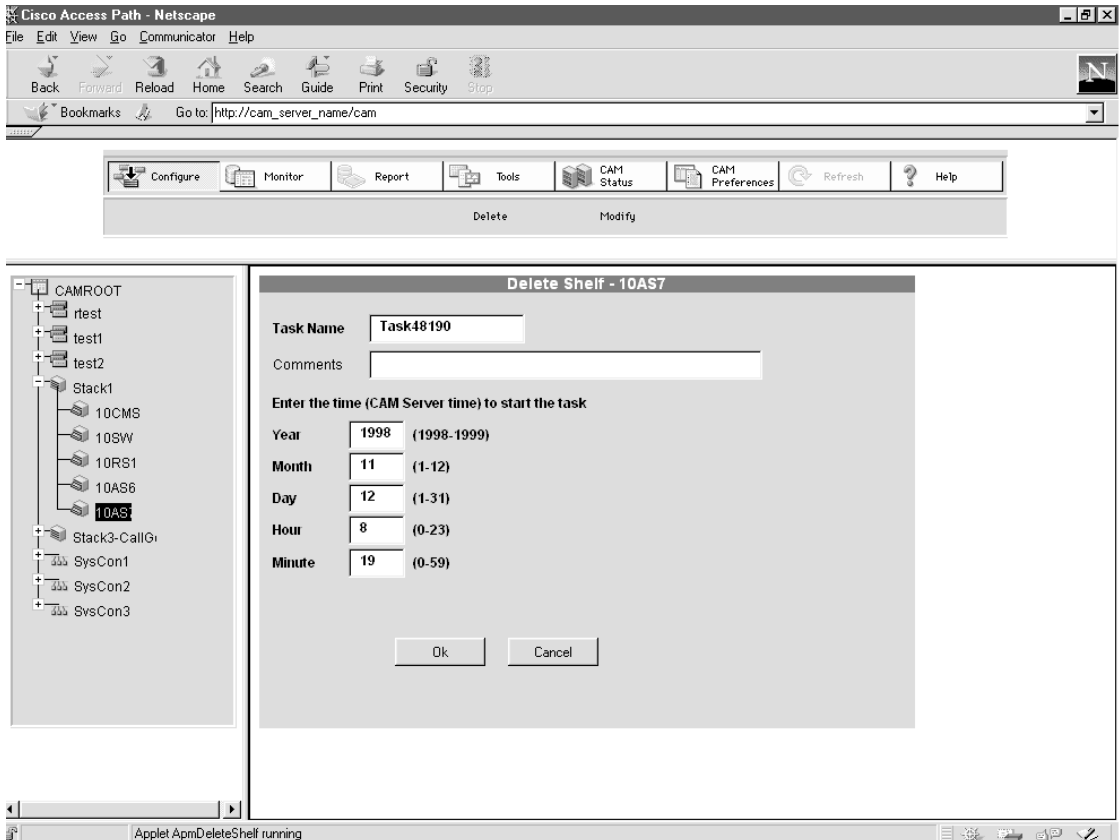 Cisco Access Path - Netscape
File Edit View Go Communicator Help
Back Forward Reload Home Search Guide Print Security Stop
N
Bookmarks Go to: http://cam_server_name/cam
Configure Monitor Report Tools CAM Status CAM Preferences Refresh Help
Delete Modify
CAMROOT
rtest
test1
test2
Stack1
10CMS
10SW
10RS1
10AS6
10AS7
Stack3-CallG
SysCon1
SysCon2
SysCon3
Delete Shelf - 10AS7
Task Name Task48190
Comments
Enter the time (CAM Server time) to start the task
Year 1998 (1998-1999)
Month 11 (1-12)
Day 12 (1-31)
Hour 8 (0-23)
Minute 19 (0-59)
Ok Cancel
Applet ApmDeleteShelf running